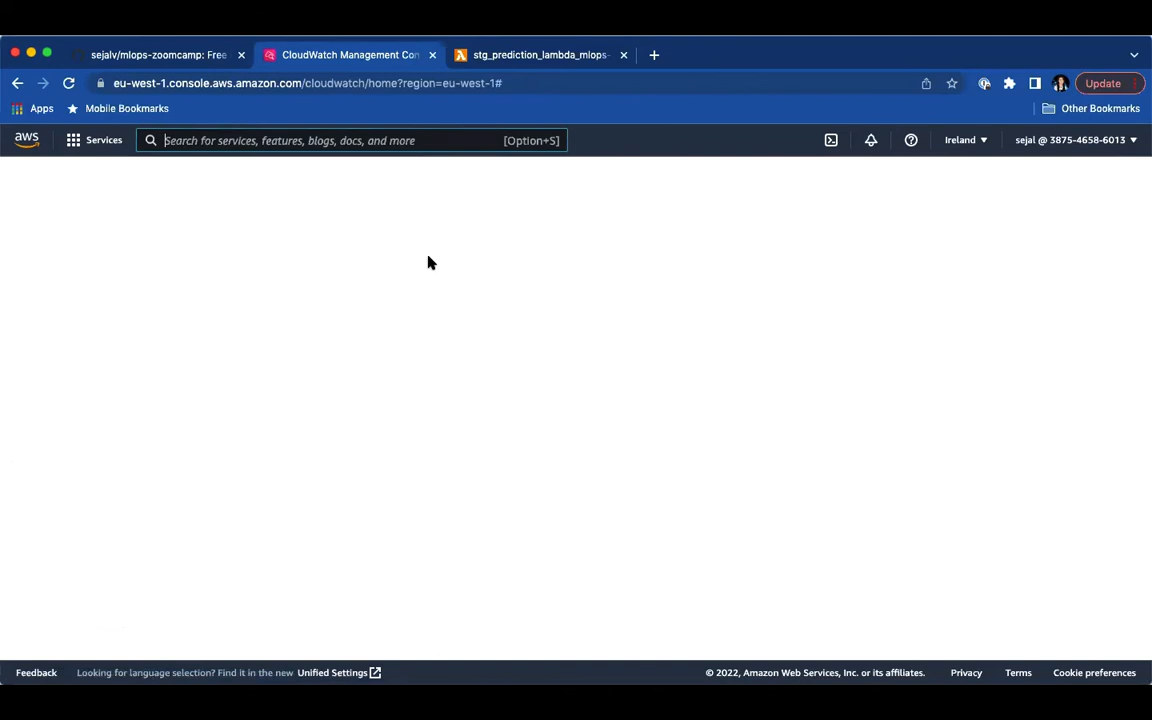 sejalv/mlops-zoomcamp: Free
CloudWatch Management Con
stg_prediction_lambda_mlops-
eu-west-1.console.aws.amazon.com/cloudwatch/home?region=eu-west-1#
Update
Apps
Mobile Bookmarks
Other Bookmarks
aws
Services
Search for services, features, blogs, docs, and more
[Option+S]
Ireland
sejal @ 3875-4658-6013
Feedback
Looking for language selection? Find it in the new Unified Settings
© 2022, Amazon Web Services, Inc. or its affiliates.
Privacy
Terms
Cookie preferences